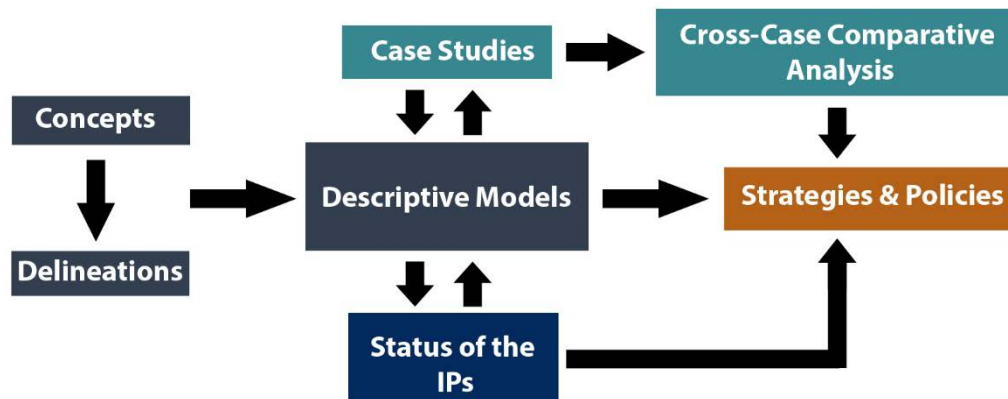 Case Studies
Cross-Case Comparative
Analysis
Concepts
Descriptive Models
Strategies & Policies
Delineations
Status of the
IPs